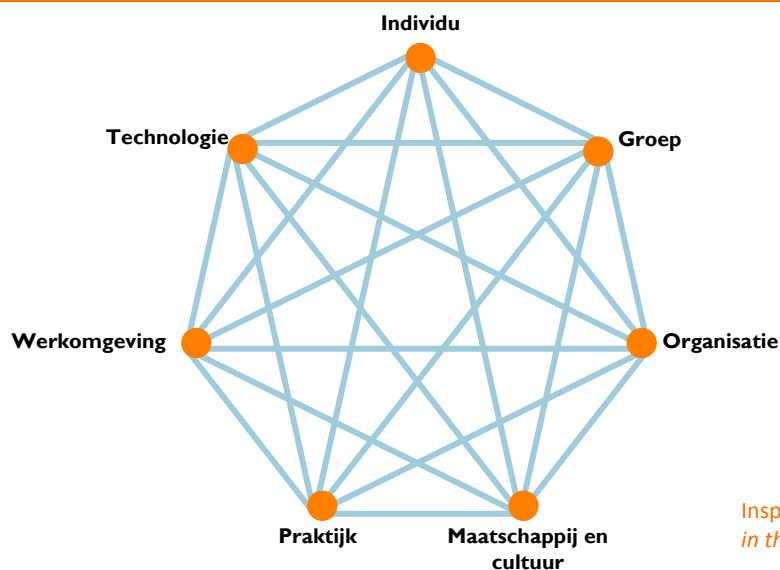 Individu
Technologie
Groep
Werkomgeving
Organisatie
Praktijk
Maatschappij en
cultuur
Insp
in th